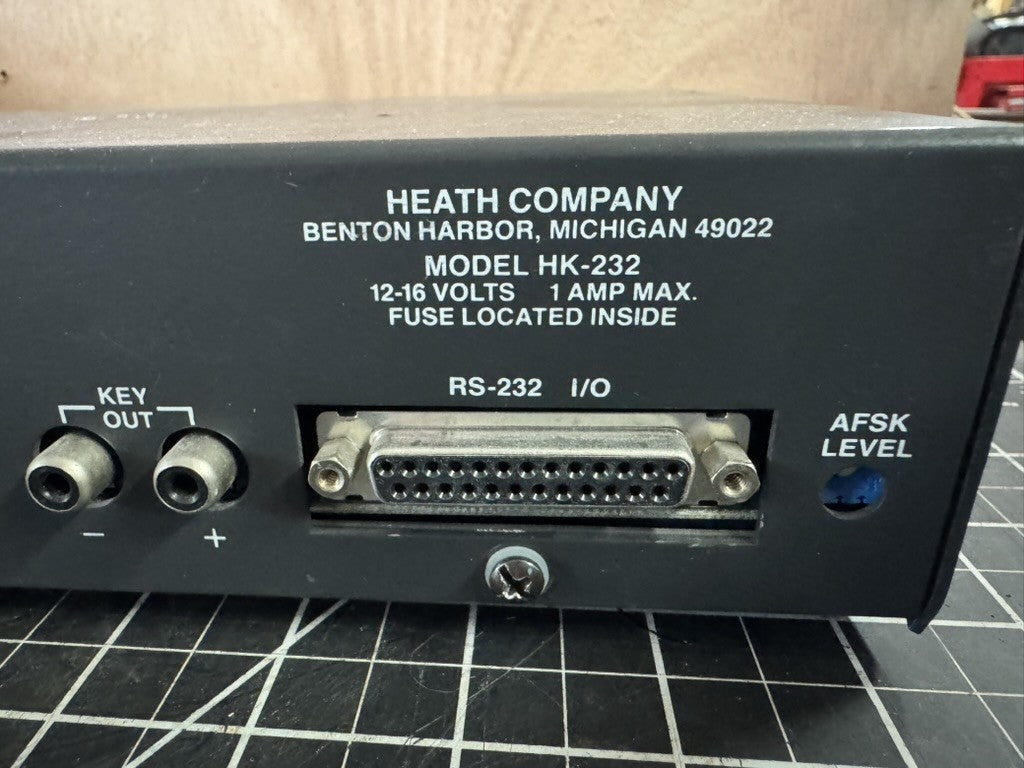 HEATH COMPANY
BENTON HARBOR, MICHIGAN 49022
MODEL HK-232
12-16 VOLTS 1 AMP MAX.
FUSE LOCATED INSIDE
RS-232 I/O
KEY
OUT
AFSK
LEVEL
- +